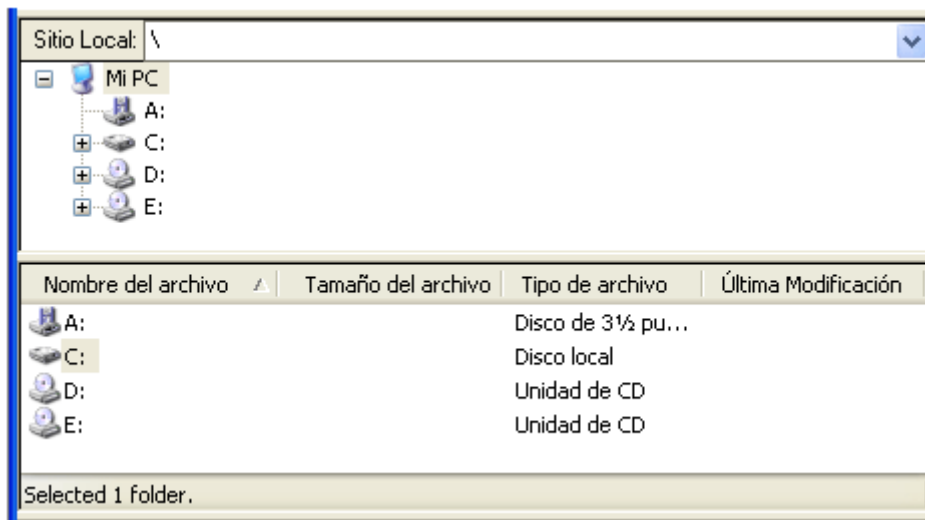 Sitio Local: \
Mi PC
A:
C:
D:
E:
Nombre del archivo Tamaño del archivo Tipo de archivo Última Modificación
A: Disco de 3½ pu...
C: Disco local
D: Unidad de CD
E: Unidad de CD
Selected 1 folder.